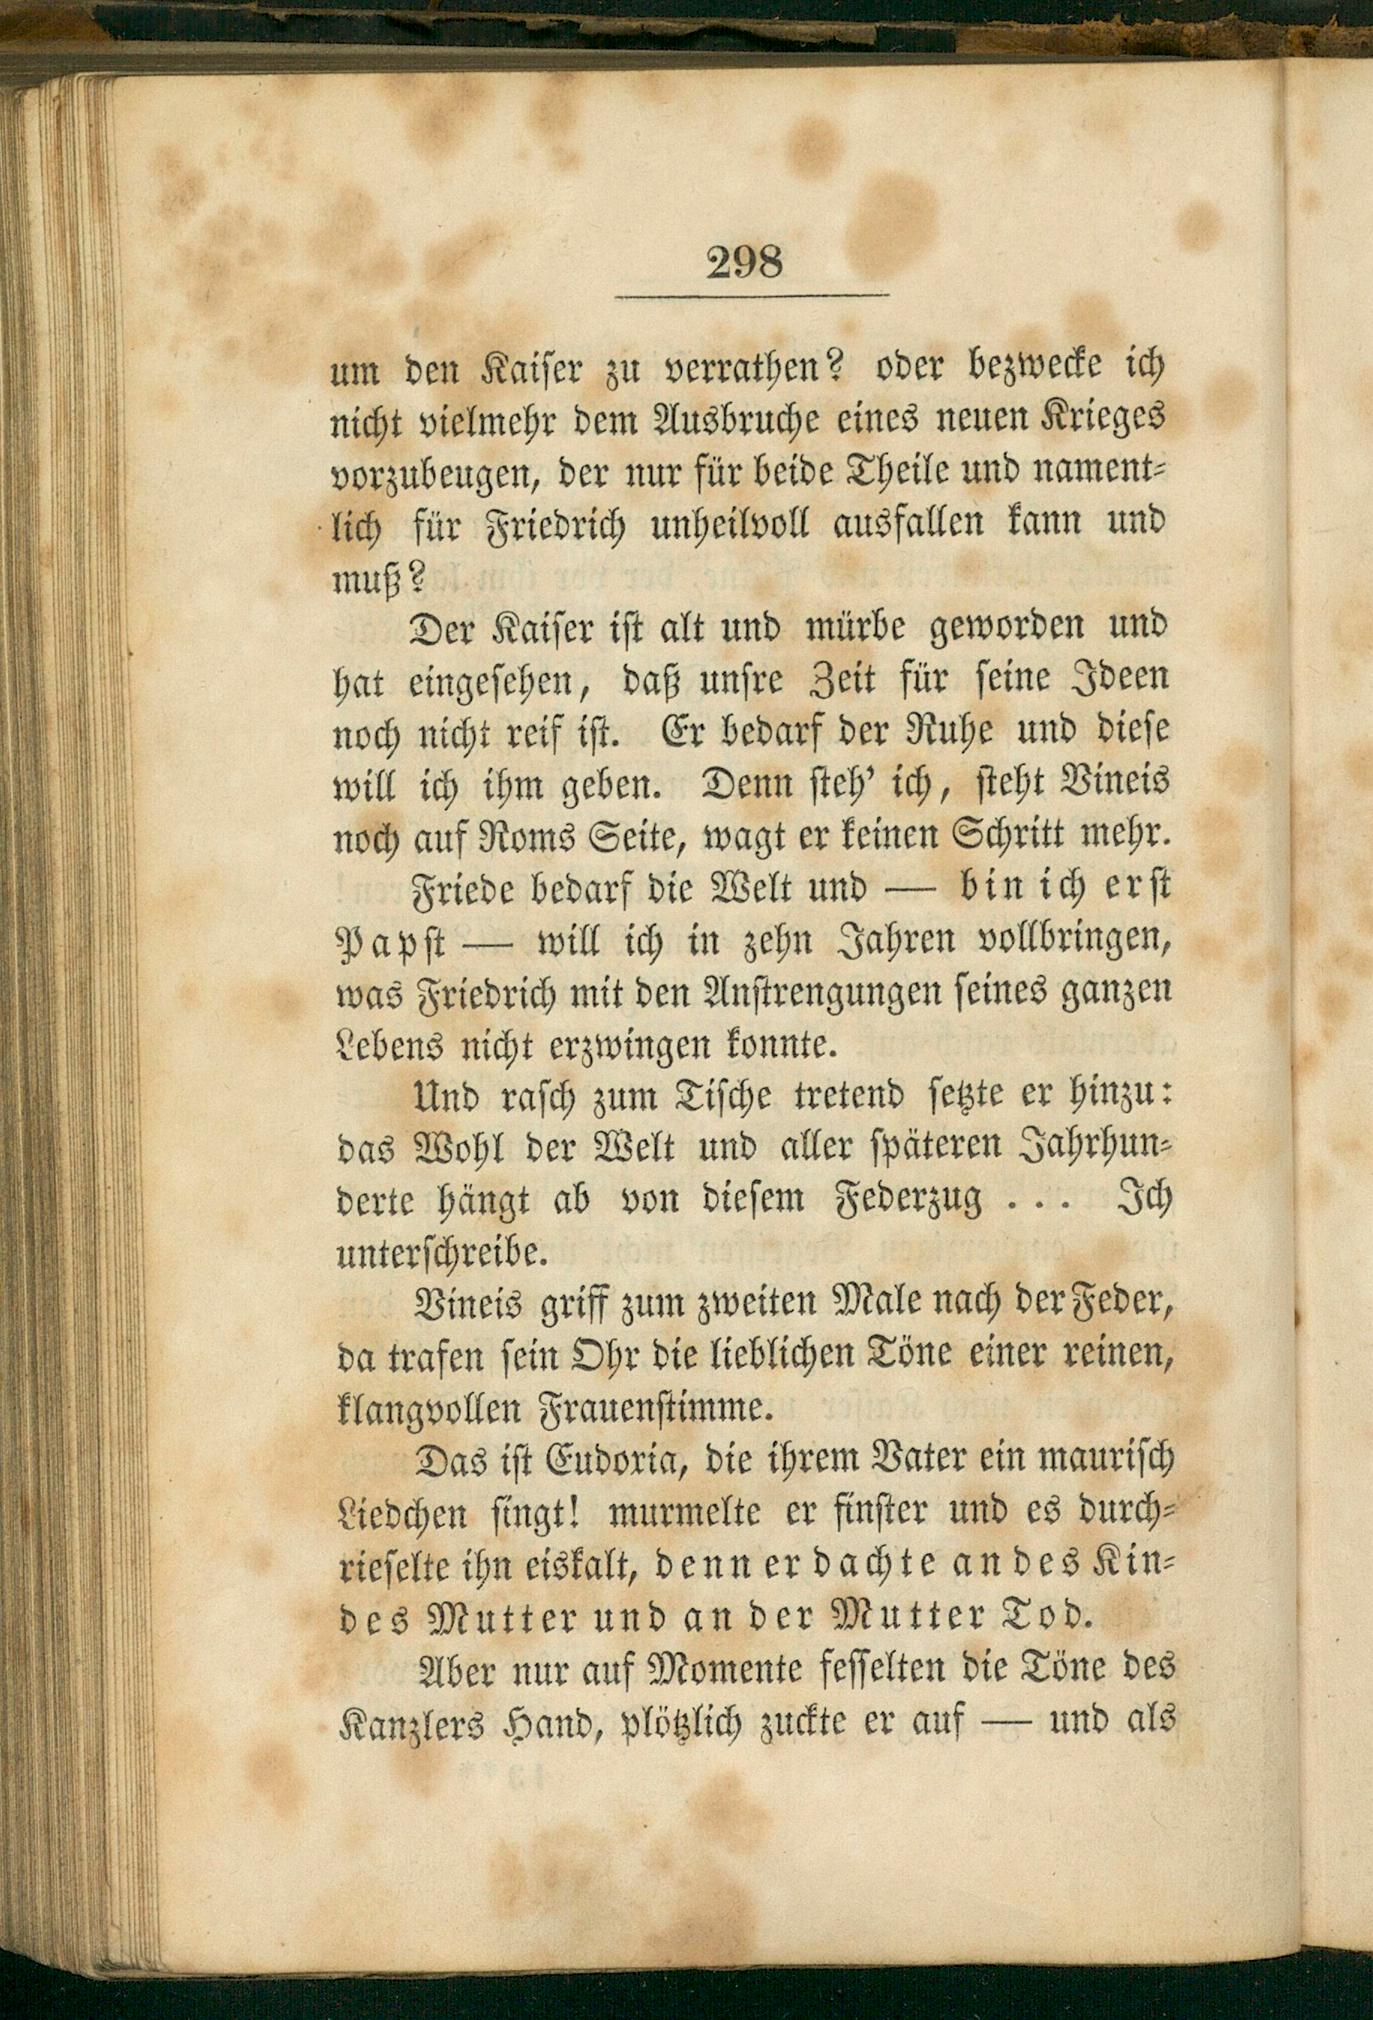 298
um den Kaiser zu verrathen? oder bezwecke ich
nicht vielmehr dem Ausbruche eines neuen Krieges
vorzubeugen, der nur für beide Theile und nament-
lich für Friedrich unheilvoll ausfallen kann und
muß?
Der Kaiser ist alt und mürbe geworden und
hat eingesehen, daß unsre Zeit für seine Ideen
noch nicht reif ist. Er bedarf der Ruhe und diese
will ich ihm geben. Denn steh' ich, steht Vineis
noch auf Roms Seite, wagt er keinen Schritt mehr.
Friede bedarf die Welt und — bin ich erst
Papst — will ich in zehn Jahren vollbringen,
was Friedrich mit den Anstrengungen seines ganzen
Lebens nicht erzwingen konnte.
Und rasch zum Tische tretend setzte er hinzu:
das Wohl der Welt und aller späteren Jahrhun-
derte hängt ab von diesem Federzug ... Ich
unterschreibe.
Vineis griff zum zweiten Male nach der Feder,
da trafen sein Ohr die lieblichen Töne einer reinen,
klangvollen Frauenstimme.
Das ist Eudoria, die ihrem Vater ein maurisch
Liedchen singt! murmelte er finster und es durch-
rieselte ihn eiskalt, denn er dachte an des Kin-
des Mutter und an der Mutter Tod.
Aber nur auf Momente fesselten die Töne des
Kanzlers Hand, plötzlich zuckte er auf — und als